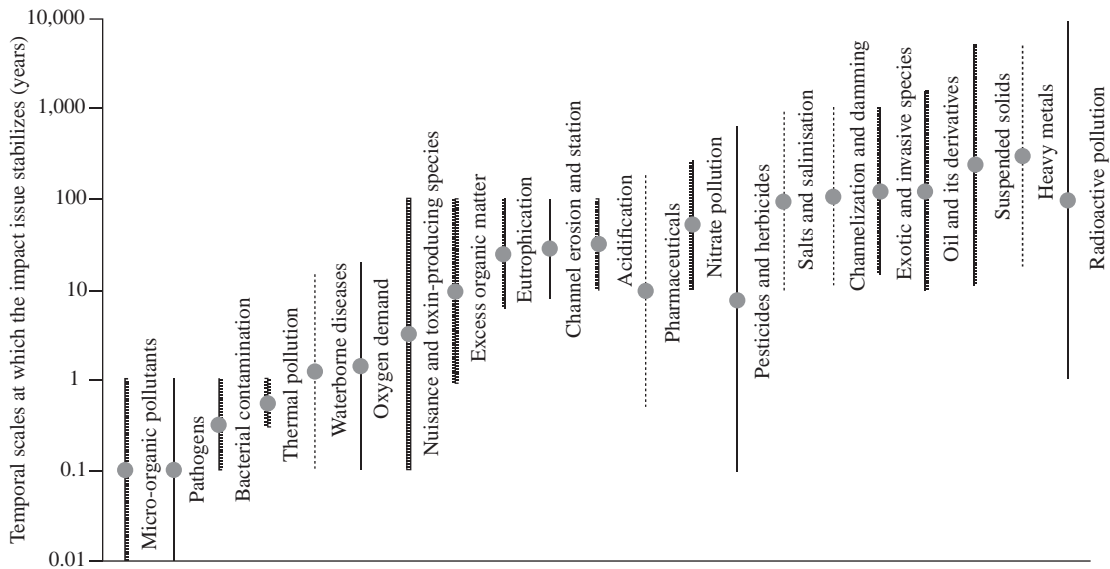 Temporal scales at which the impact issue stabilizes (years)
10,000
1,000
100
10
1
0.1
0.01
Micro-organic pollutants
Pathogens
Bacterial contamination
Thermal pollution
Waterborne diseases
Oxygen demand
Nuisance and toxin-producing species
Excess organic matter
Eutrophication
Channel erosion and station
Acidification
Pharmaceuticals
Nitrate pollution
Pesticides and herbicides
Salts and salinisation
Channelization and damming
Exotic and invasive species
Oil and its derivatives
Suspended solids
Heavy metals
Radioactive pollution